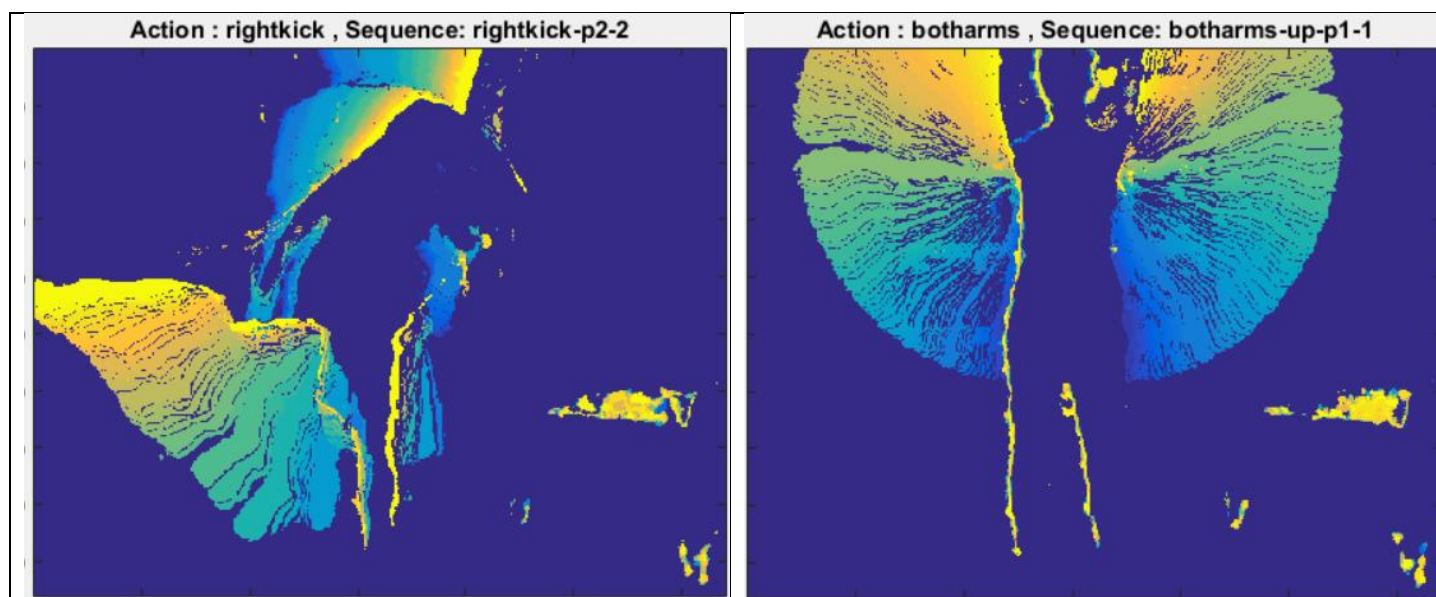 Action : rightkick , Sequence: rightkick-p2-2
Action : botharms , Sequence: botharms-up-p1-1